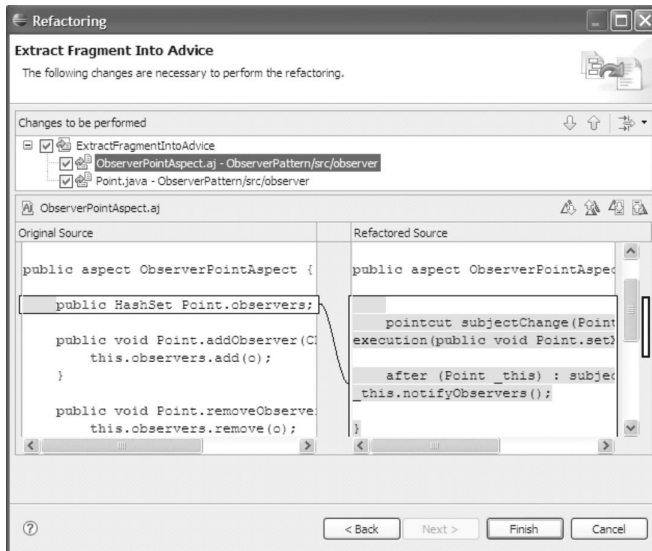 Refactoring
Extract Fragment Into Advice
The following changes are necessary to perform the refactoring.
Changes to be performed
ExtractFragmentIntoAdvice
ObserverPointAspect.aj - ObserverPattern/src/observer
Point.java - ObserverPattern/src/observer
ObserverPointAspect.aj
Original Source
public aspect ObserverPointAspect {
public HashSet Point.observers;
public void Point.addObserver(
this.observers.add(o);
}
public void Point.removeObserve
this.observers.remove(o);
Refactored Source
public aspect ObserverPointAspec
pointcut subjectChange(Point
execution(public void Point.set
after (Point _this) : subjec
_this.notifyObservers();
}
< Back
Next >
Finish
Cancel